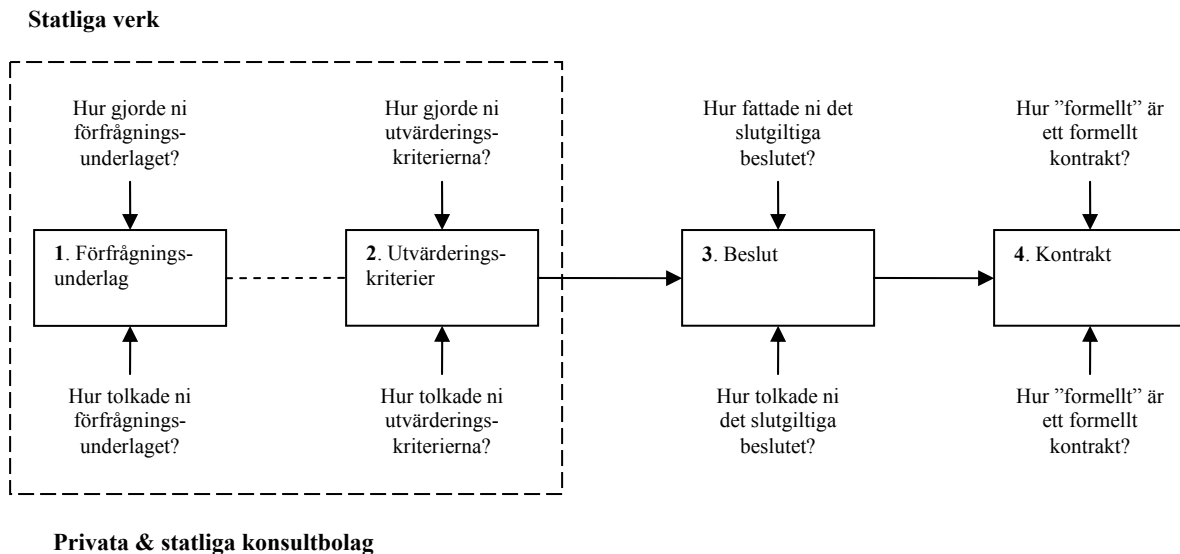 Statliga verk
Hur gjorde ni
förfrågnings-
underlaget?
Hur gjorde ni
utvärderings-
kriterierna?
Hur fattade ni det
slutgiltiga
beslutet?
Hur ”formellt” är
ett formellt
kontrakt?
1. Förfrågnings-
underlag
2. Utvärderings-
kriterier
3. Beslut
4. Kontrakt
Hur tolkade ni
förfrågnings-
underlaget?
Hur tolkade ni
utvärderings-
kriterierna?
Hur tolkade ni
det slutgiltiga
beslutet?
Hur ”formellt” är
ett formellt
kontrakt?
Privata & statliga konsultbolag